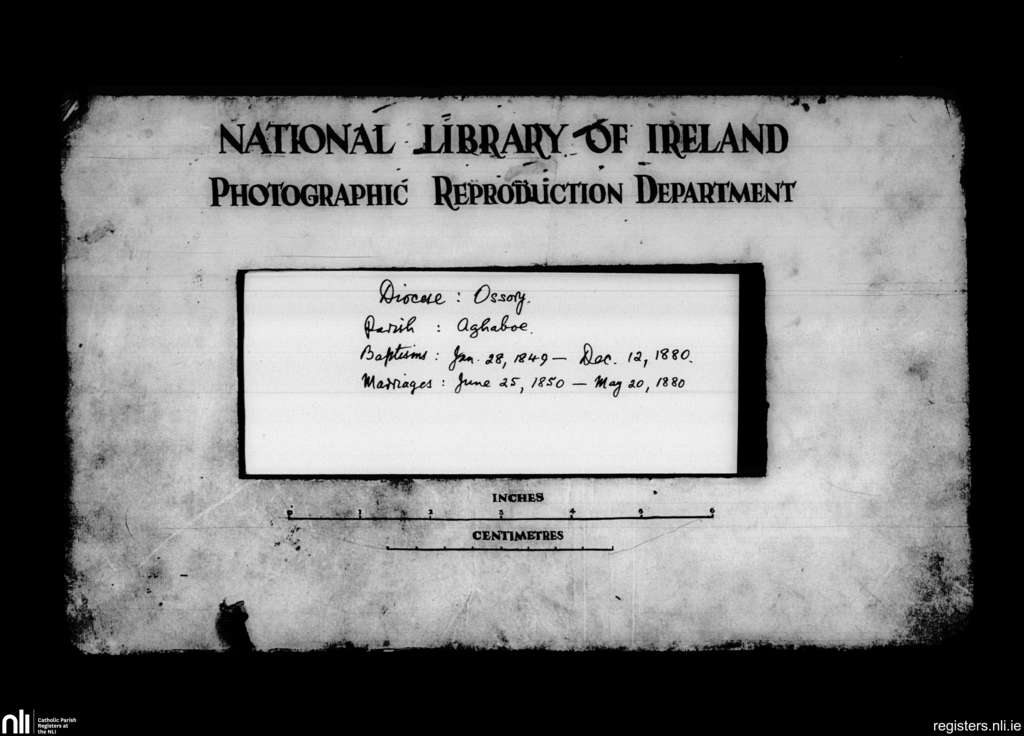 NATIONAL LIBRARY OF IRELAND
PHOTOGRAPHIC REPRODUCTION DEPARTMENT
Diocese : Ossory.
Parish : Aghaboe.
Baptisms : Jan. 28, 1849 — Dec. 12, 1880.
Marriages : June 25, 1850 — May 20, 1880
INCHES
0 1 2 3 4 5 6
CENTIMETRES
nli Catholic Parish
Registers at
the NLI
registers.nli.ie